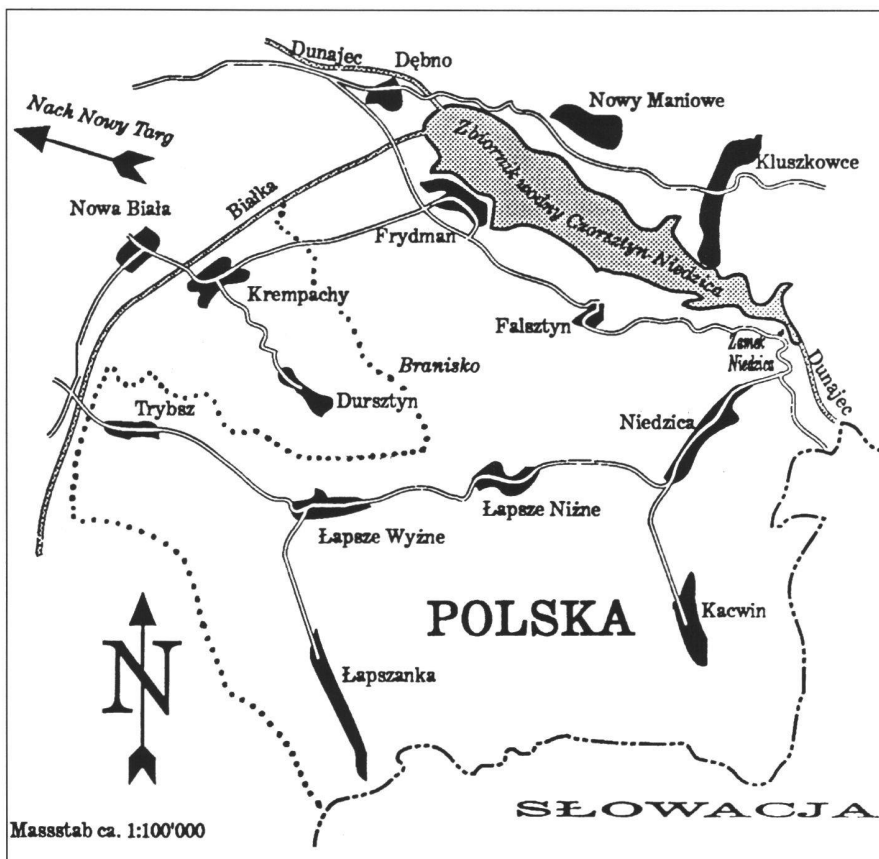 Dunajec
Dębno
Nowy Maniowe
Nach Nowy Targ
Zbiornik wodny Czorsztyn-Niedzica
Kluszkowce
Białka
Nowa Biała
Frydman
Krempachy
Falsztyn
Zamek
Niedzica
Branisko
Dunajec
Dursztyn
Trybsz
Niedzica
Łapsze Niżne
Łapsze Wyżne
POLSKA
Kacwin
N
Łapszanka
SŁOWACJA
Massstab ca. 1:100'000